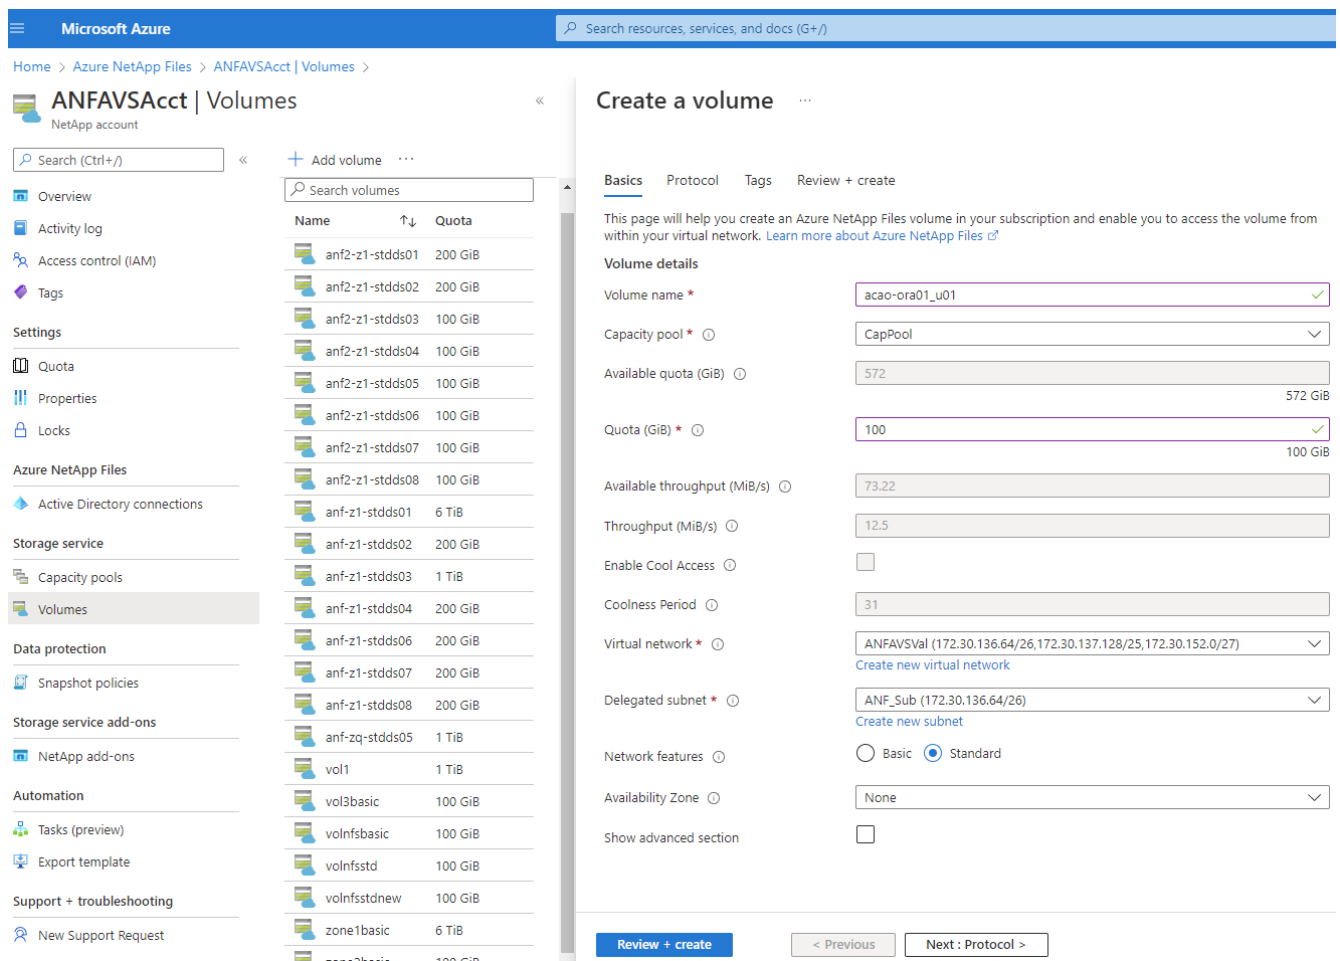 Microsoft Azure
Search resources, services, and docs (G+/)
Home > Azure NetApp Files > ANFAVSAcct | Volumes >
ANFAVSAcct | Volumes
NetApp account
Search (Ctrl+/)
Overview
Activity log
Access control (IAM)
Tags
Settings
Quota
Properties
Locks
Azure NetApp Files
Active Directory connections
Storage service
Capacity pools
Volumes
Data protection
Snapshot policies
Storage service add-ons
NetApp add-ons
Automation
Tasks (preview)
Export template
Support + troubleshooting
New Support Request
Add volume ...
Search volumes
Name Quota
anf2-z1-stdds01 200 GiB
anf2-z1-stdds02 200 GiB
anf2-z1-stdds03 100 GiB
anf2-z1-stdds04 100 GiB
anf2-z1-stdds05 100 GiB
anf2-z1-stdds06 100 GiB
anf2-z1-stdds07 100 GiB
anf2-z1-stdds08 100 GiB
anf-z1-stdds01 6 TiB
anf-z1-stdds02 200 GiB
anf-z1-stdds03 1 TiB
anf-z1-stdds04 200 GiB
anf-z1-stdds06 200 GiB
anf-z1-stdds07 200 GiB
anf-z1-stdds08 200 GiB
anf-zq-stdds05 1 TiB
vol1 1 TiB
vol3basic 100 GiB
volnfsbasic 100 GiB
volnfsstd 100 GiB
volnfsstdnew 100 GiB
zone1basic 6 TiB
Create a volume ...
Basics Protocol Tags Review + create
This page will help you create an Azure NetApp Files volume in your subscription and enable you to access the volume from
within your virtual network. Learn more about Azure NetApp Files
Volume details
Volume name * acao-ora01_u01
Capacity pool * CapPool
Available quota (GiB) 572
572 GiB
Quota (GiB) * 100
100 GiB
Available throughput (MiB/s) 73.22
Throughput (MiB/s) 12.5
Enable Cool Access
Coolness Period 31
Virtual network * ANFAVSVal (172.30.136.64/26,172.30.137.128/25,172.30.152.0/27)
Create new virtual network
Delegated subnet * ANF_Sub (172.30.136.64/26)
Create new subnet
Network features Basic Standard
Availability Zone None
Show advanced section
Review + create < Previous Next : Protocol >